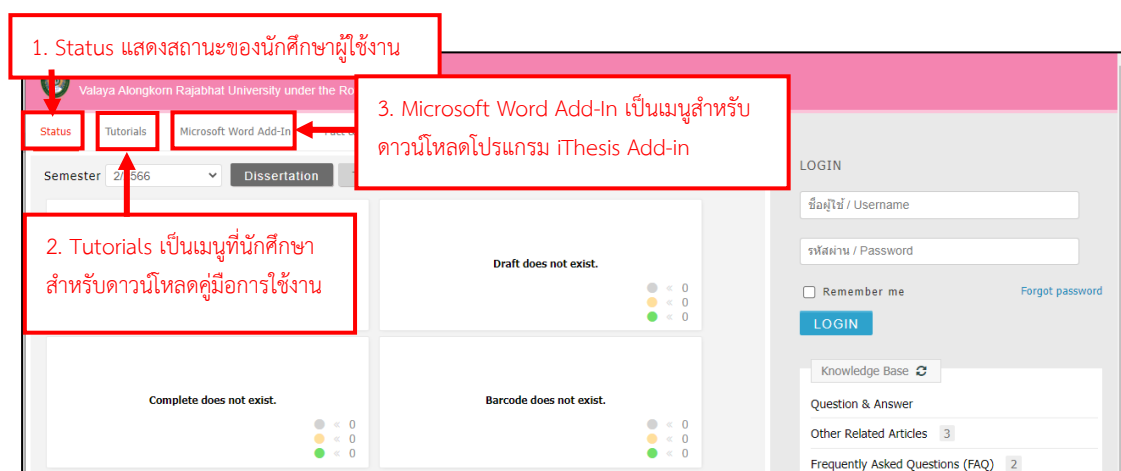 1. Status แสดงสถานะของนักศึกษาผู้ใช้งาน
Valaya Alongkorn Rajabhat University under the Ro
3. Microsoft Word Add-In เป็นเมนูสำหรับ
ดาวน์โหลดโปรแกรม iThesis Add-in
Status
Tutorials
Microsoft Word Add-In
Semester
Dissertation
2. Tutorials เป็นเมนูที่นักศึกษา
สำหรับดาวน์โหลดคู่มือการใช้งาน
Draft does not exist.
« 0
« 0
« 0
Complete does not exist.
« 0
« 0
« 0
Barcode does not exist.
« 0
« 0
« 0
LOGIN
ชื่อผู้ใช้ / Username
รหัสผ่าน / Password
Remember me
Forgot password
LOGIN
Knowledge Base
Question & Answer
Other Related Articles 3
Frequently Asked Questions (FAQ) 2